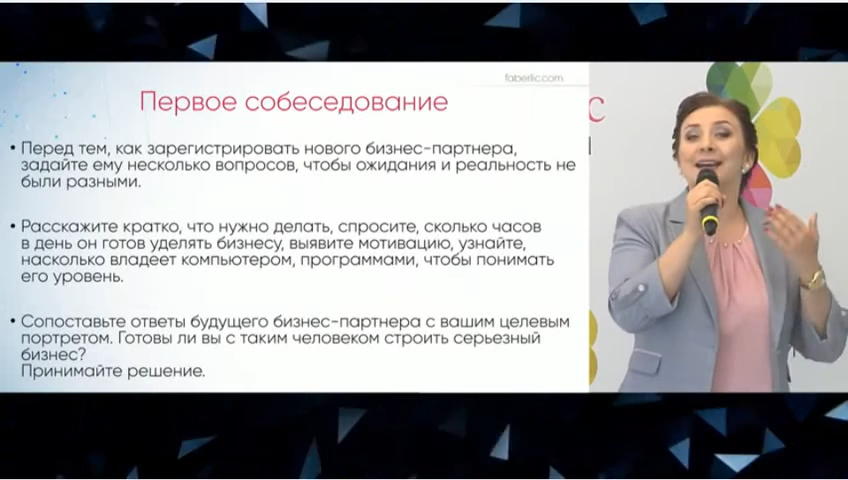 faberlic.com
Первое собеседование
• Перед тем, как зарегистрировать нового бизнес-партнера,
задайте ему несколько вопросов, чтобы ожидания и реальность не
были разными.
• Расскажите кратко, что нужно делать, спросите, сколько часов
в день он готов уделять бизнесу, выявите мотивацию, узнайте,
насколько владеет компьютером, программами, чтобы понимать
его уровень.
• Сопоставьте ответы будущего бизнес-партнера с вашим целевым
портретом. Готовы ли вы с таким человеком строить серьезный
бизнес?
Принимайте решение.